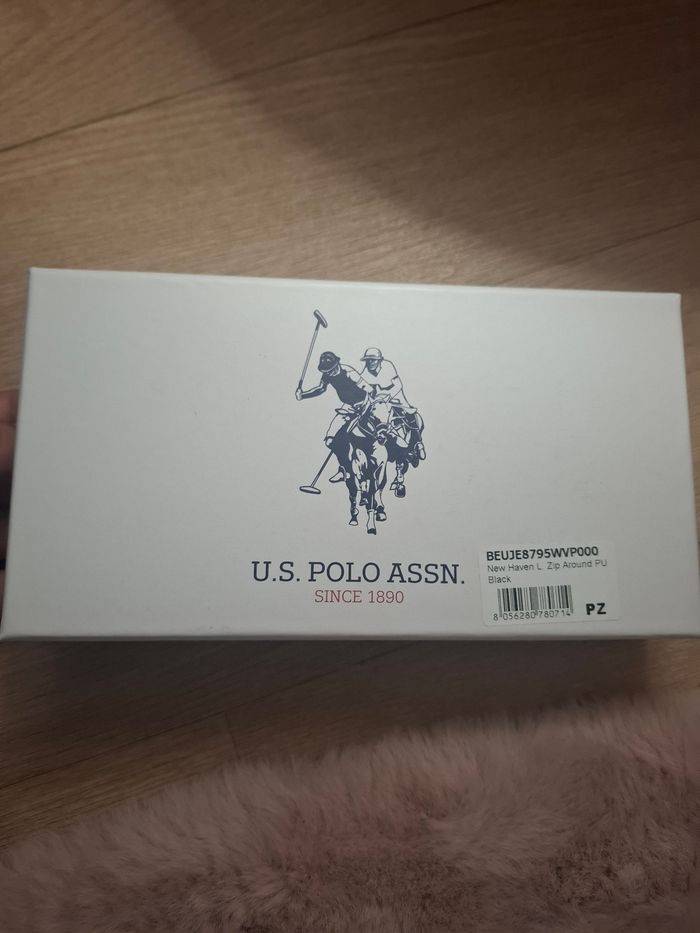 U.S. POLO ASSN.
SINCE 1890
BEUJE8795WVP000
New Haven L. Zip Around PU
Black
8 056280 780714
PZ